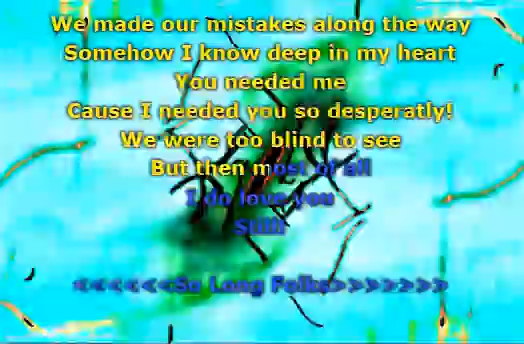 We made our mistakes along the way
Somehow I know deep in my heart
You needed me
Cause I needed you so desperatly!
We were too blind to see
But then most of all
I do love you
Still!
<<<<<<So Long Folks>>>>>>>